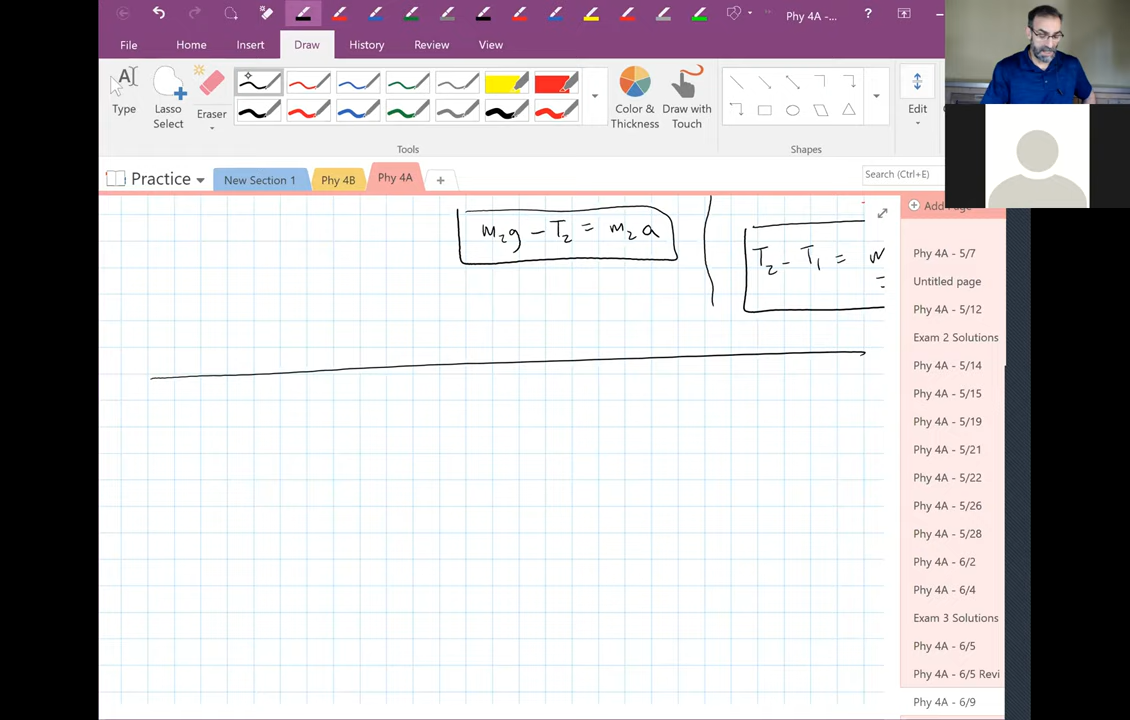 Phy 4A -...
?
File
Home
Insert
Draw
History
Review
View
Type
Lasso
Select
Eraser
Color &
Thickness
Draw with
Touch
Edit
Tools
Shapes
Practice
New Section 1
Phy 4B
Phy 4A
+
Search (Ctrl+E)
Add Page
m₂g - T₂ = m₂a
T₂ - T₁ =
=
Phy 4A - 5/7
Untitled page
Phy 4A - 5/12
Exam 2 Solutions
Phy 4A - 5/14
Phy 4A - 5/15
Phy 4A - 5/19
Phy 4A - 5/21
Phy 4A - 5/22
Phy 4A - 5/26
Phy 4A - 5/28
Phy 4A - 6/2
Phy 4A - 6/4
Exam 3 Solutions
Phy 4A - 6/5
Phy 4A - 6/5 Revi
Phy 4A - 6/9